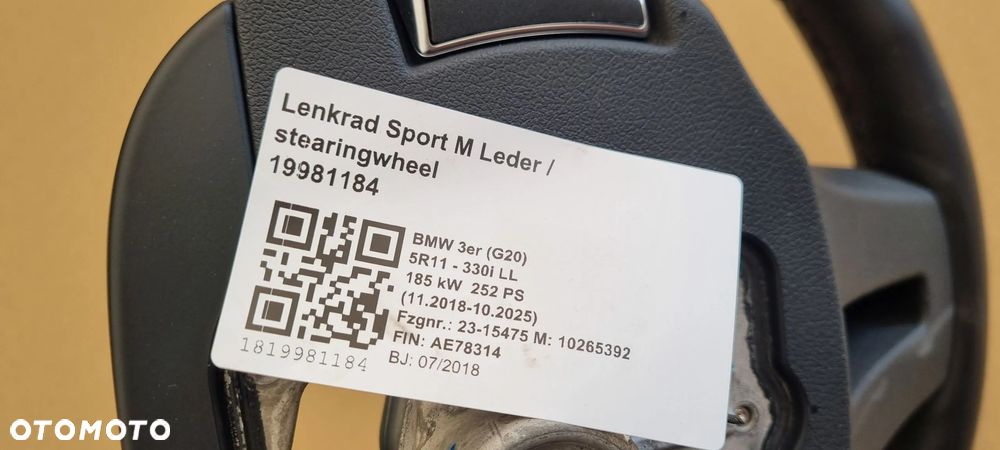 Lenkrad Sport M Leder /
stearingwheel
19981184
BMW 3er (G20)
5R11 - 330i LL
185 kW 252 PS
(11.2018-10.2025)
Fzgnr.: 23-15475 M: 10265392
FIN: AE78314
BJ: 07/2018
1819981184
OTOMOTO